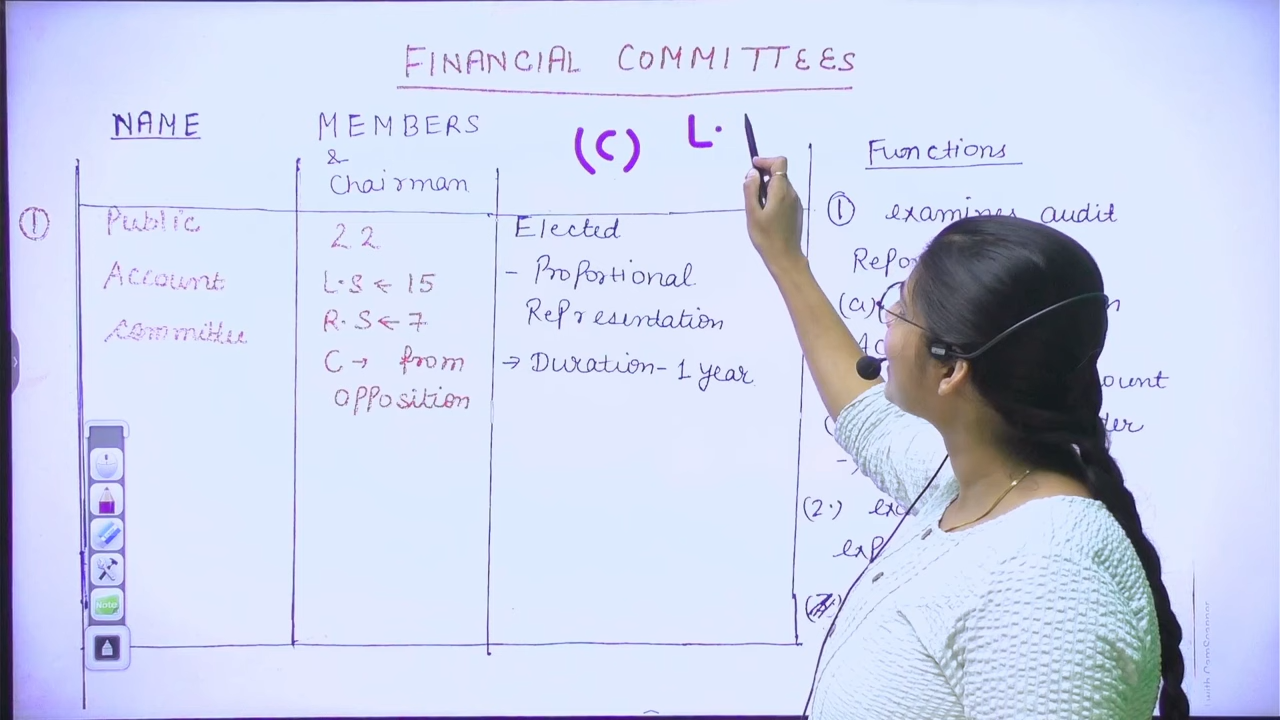 FINANCIAL COMMITTEES
NAME
MEMBERS
&
Chairman
(C) L.
Functions
①
Public
Account
committee
22
L.S ← 15
R.S ← 7
C → from
opposition
Elected
- Proportional
Representation
→ Duration - 1 year
① examines audit
(a)
ount
(2.)
Note